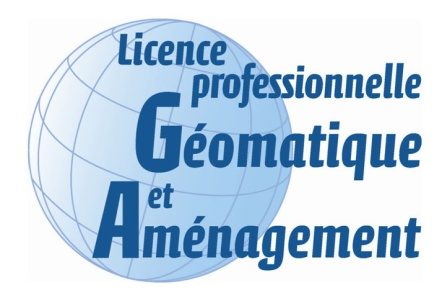 Licence
professionnelle
Géomatique
et
Aménagement